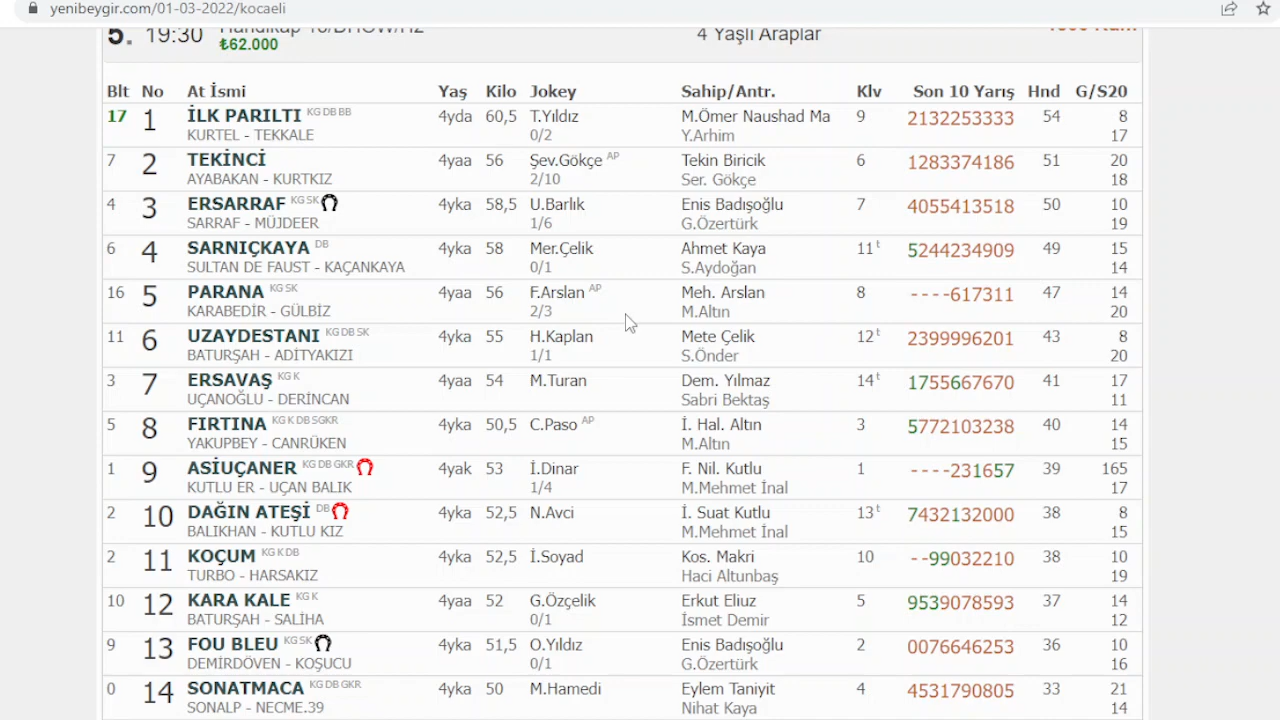 yenibeygir.com/01-03-2022/kocaeli
5. 19:30 Handikap 16/DHÖW/H2 4 Yaşlı Araplar
₺62.000
Blt No At İsmi Yaş Kilo Jokey Sahip/Antr. Klv Son 10 Yarış Hnd G/S20
17 1 İLK PARILTI KG DB BB 4yda 60,5 T.Yıldız M.Ömer Naushad Ma 9 2132253333 54 8
KURTEL - TEKKALE 0/2 Y.Arhim 17
7 2 TEKİNCİ 4yaa 56 Şev.Gökçe AP Tekin Biricik 6 1283374186 51 20
AYABAKAN - KURTKIZ 2/10 Ser. Gökçe 18
4 3 ERSARRAF KG SK 4yka 58,5 U.Barlık Enis Badışoğlu 7 4055413518 50 10
SARRAF - MÜJDEER 1/6 G.Özertürk 19
6 4 SARNIÇKAYA DB 4yka 58 Mer.Çelik Ahmet Kaya 11 t 5244234909 49 15
SULTAN DE FAUST - KAÇANKAYA 0/1 S.Aydoğan 14
16 5 PARANA KG SK 4yaa 56 F.Arslan AP Meh. Arslan 8 ----617311 47 14
KARABEDİR - GÜLBİZ 2/3 M.Altın 20
11 6 UZAYDESTANI KG DB SK 4yka 55 H.Kaplan Mete Çelik 12 t 2399996201 43 8
BATURŞAH - ADİTYAKIZI 1/1 S.Önder 20
3 7 ERSAVAŞ KG K 4yaa 54 M.Turan Dem. Yılmaz 14 t 1755667670 41 17
UÇANOĞLU - DERİNCAN Sabri Bektaş 11
5 8 FIRTINA KG K DB SGKR 4yka 50,5 C.Paso AP İ. Hal. Altın 3 5772103238 40 14
YAKUPBEY - CANRÜKEN M.Altın 15
1 9 ASİUÇANER KG DB GKR 4yak 53 İ.Dinar F. Nil. Kutlu 1 ----231657 39 165
KUTLU ER - UÇAN BALIK 1/4 M.Mehmet İnal 17
2 10 DAĞIN ATEŞİ DB 4yka 52,5 N.Avci İ. Suat Kutlu 13 t 7432132000 38 8
BALIKHAN - KUTLU KIZ M.Mehmet İnal 15
2 11 KOÇUM KG K DB 4yka 52,5 İ.Soyad Kos. Makri 10 --99032210 38 10
TURBO - HARSAKIZ Haci Altunbaş 19
10 12 KARA KALE KG K 4yaa 52 G.Özçelik Erkut Eliuz 5 9539078593 37 14
BATURŞAH - SALİHA 0/1 İsmet Demir 12
9 13 FOU BLEU KG SK 4yka 51,5 O.Yıldız Enis Badışoğlu 2 0076646253 36 10
DEMİRDÖVEN - KOŞUCU 0/1 G.Özertürk 16
0 14 SONATMACA KG DB GKR 4yka 50 M.Hamedi Eylem Taniyit 4 4531790805 33 21
SONALP - NECME.39 Nihat Kaya 14